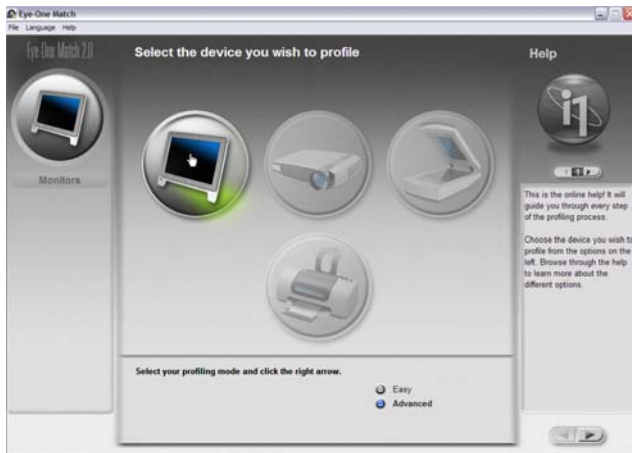 Eye-One Match
File Language Help
Eye-One Match 2.0
Select the device you wish to profile
Help
i1
Monitors
This is the online help! It will
guide you through every step
of the profiling process.
Choose the device you wish to
profile from the options on the
left. Browse through the help
to learn more about the
different options.
Select your profiling mode and click the right arrow.
Easy
Advanced